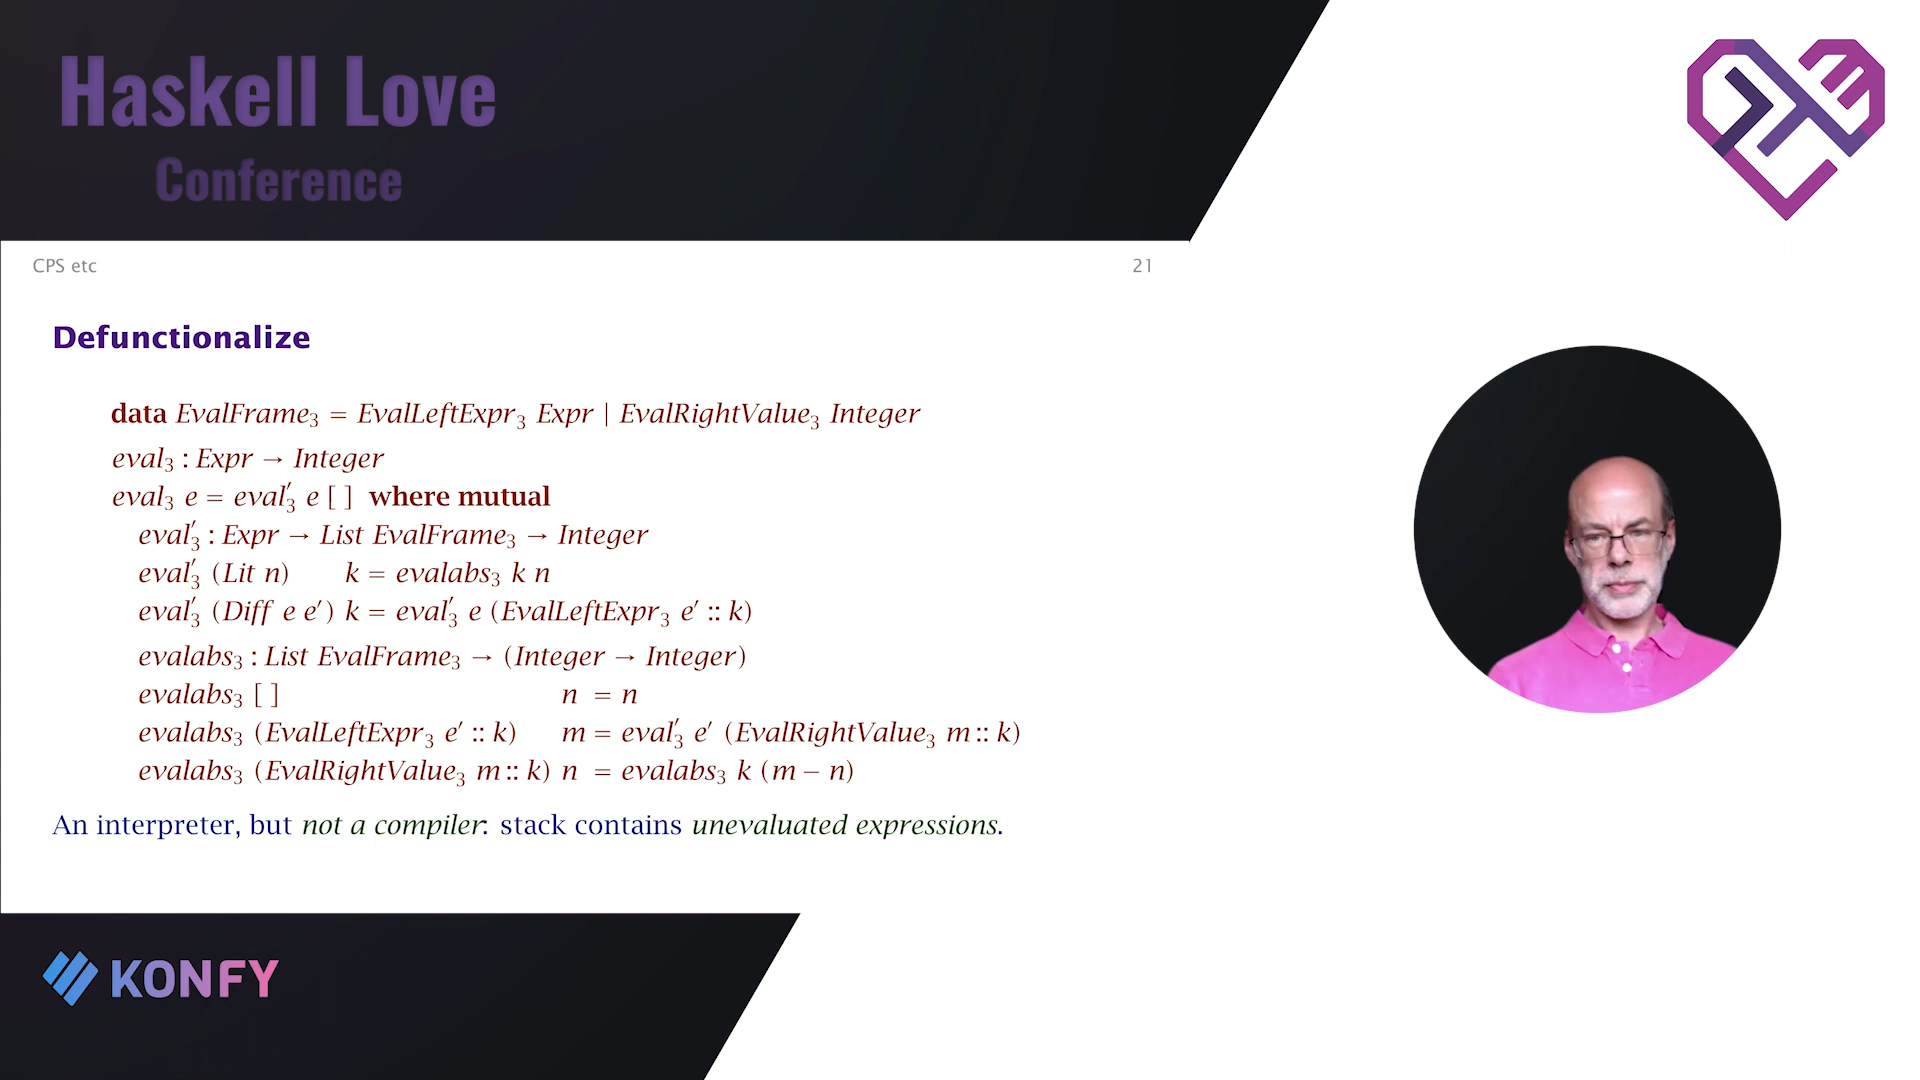 Haskell Love
Conference
CPS etc
21
Defunctionalize
data EvalFrame₃ = EvalLeftExpr₃ Expr | EvalRightValue₃ Integer
eval₃ : Expr → Integer
eval₃ e = eval′₃ e [ ] where mutual
eval′₃ : Expr → List EvalFrame₃ → Integer
eval′₃ (Lit n) k = evalabs₃ k n
eval′₃ (Diff e e′) k = eval′₃ e (EvalLeftExpr₃ e′ :: k)
evalabs₃ : List EvalFrame₃ → (Integer → Integer)
evalabs₃ [ ] n = n
evalabs₃ (EvalLeftExpr₃ e′ :: k) m = eval′₃ e′ (EvalRightValue₃ m :: k)
evalabs₃ (EvalRightValue₃ m :: k) n = evalabs₃ k (m − n)
An interpreter, but not a compiler: stack contains unevaluated expressions.
KONFY